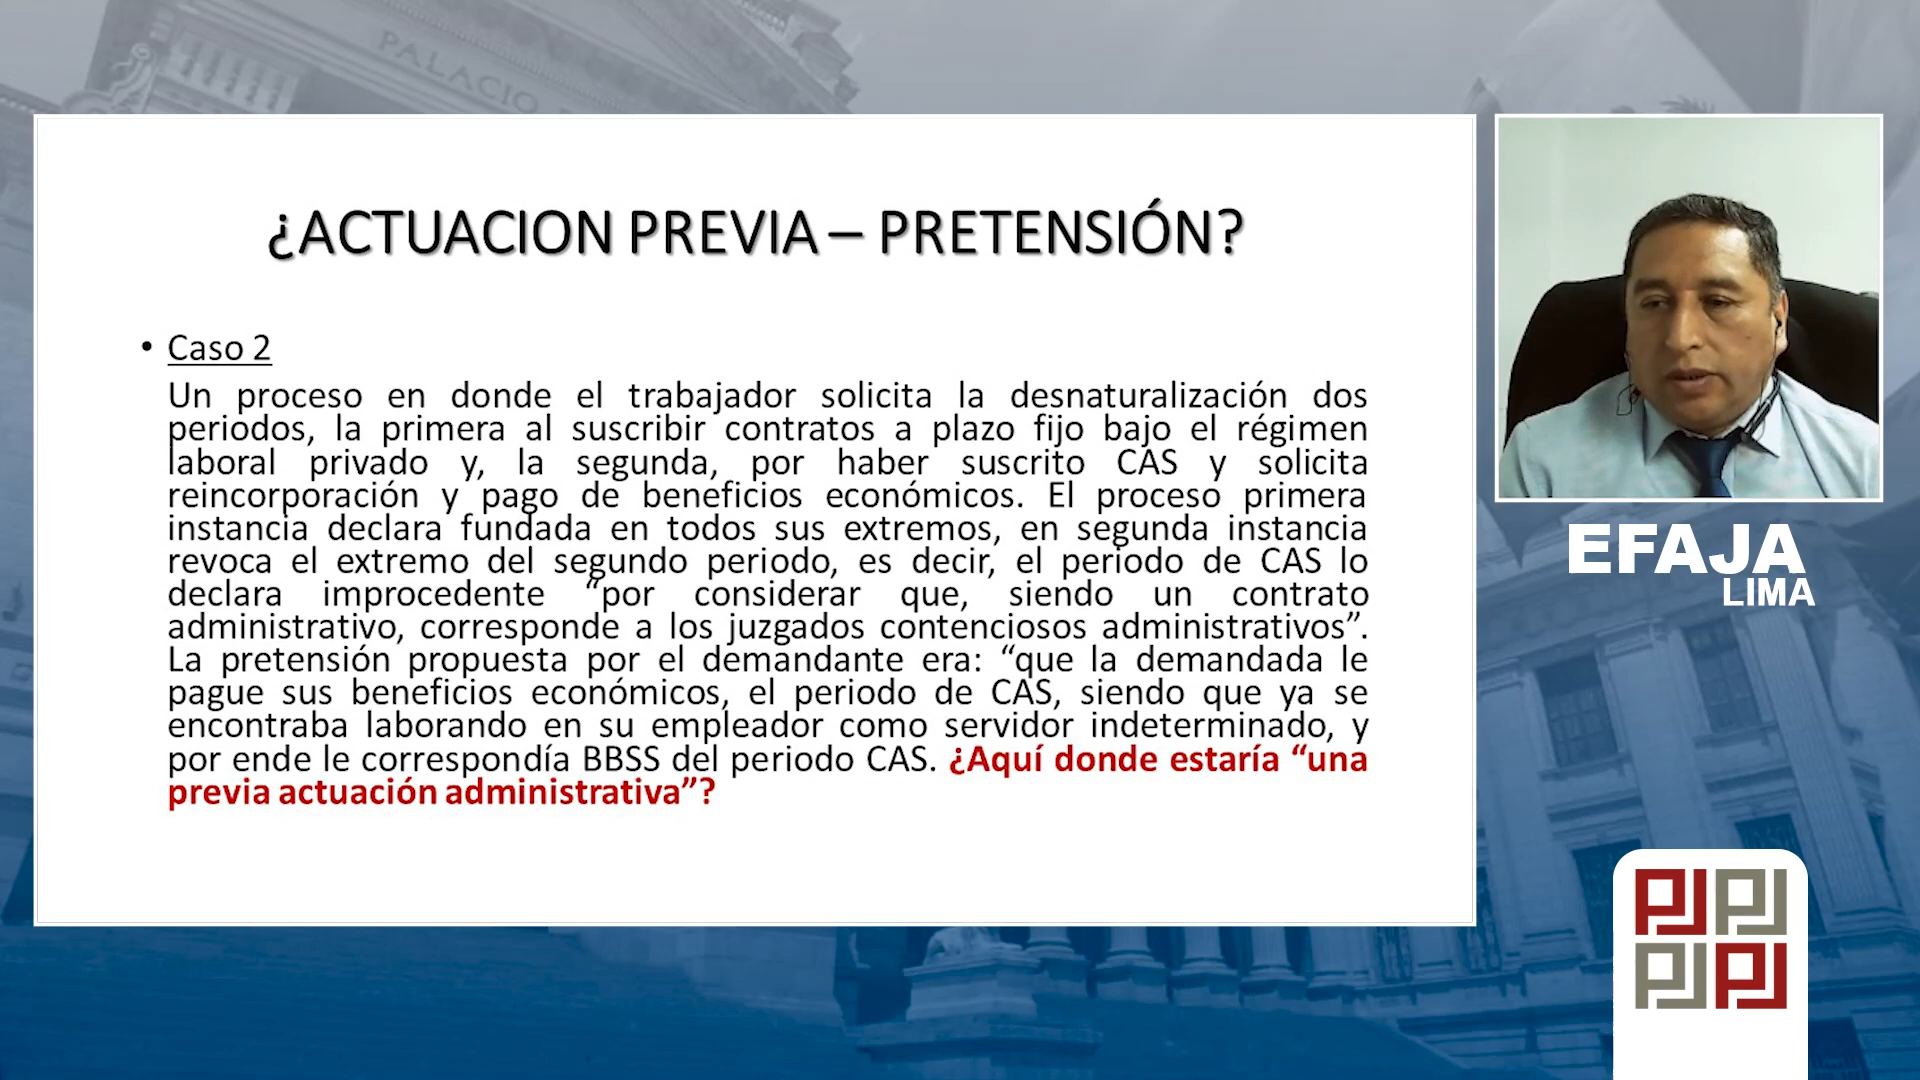 PALACIO
¿ACTUACION PREVIA – PRETENSIÓN?
• Caso 2
Un proceso en donde el trabajador solicita la desnaturalización dos
periodos, la primera al suscribir contratos a plazo fijo bajo el régimen
laboral privado y, la segunda, por haber suscrito CAS y solicita
reincorporación y pago de beneficios económicos. El proceso primera
instancia declara fundada en todos sus extremos, en segunda instancia
revoca el extremo del segundo periodo, es decir, el periodo de CAS lo
declara improcedente “por considerar que, siendo un contrato
administrativo, corresponde a los juzgados contenciosos administrativos”.
La pretensión propuesta por el demandante era: “que la demandada le
pague sus beneficios económicos, el periodo de CAS, siendo que ya se
encontraba laborando en su empleador como servidor indeterminado, y
por ende le correspondía BBSS del periodo CAS. ¿Aquí donde estaría “una
previa actuación administrativa”?
EFAJA
LIMA
PJ PJ
PJ PJ